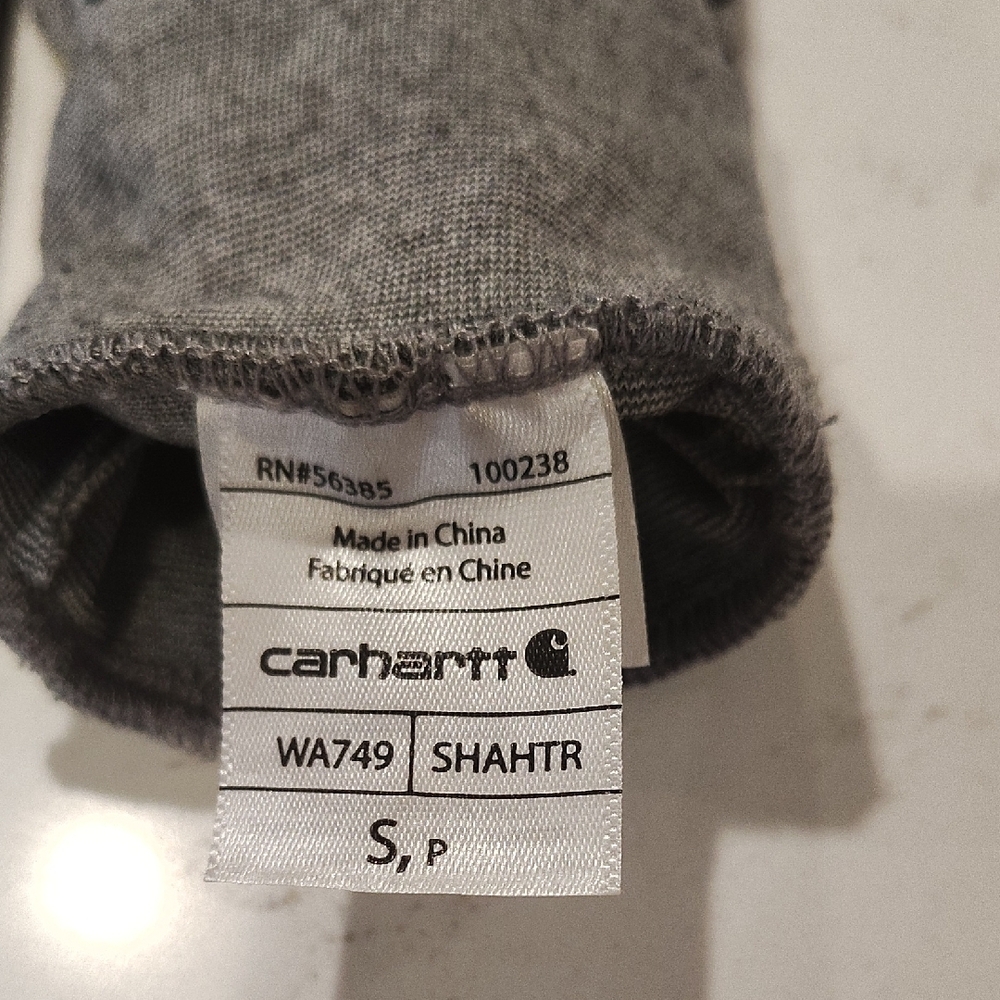 RN#56385 100238
Made in China
Fabriqué en Chine
carhartt
WA749 SHAHTR
S, P